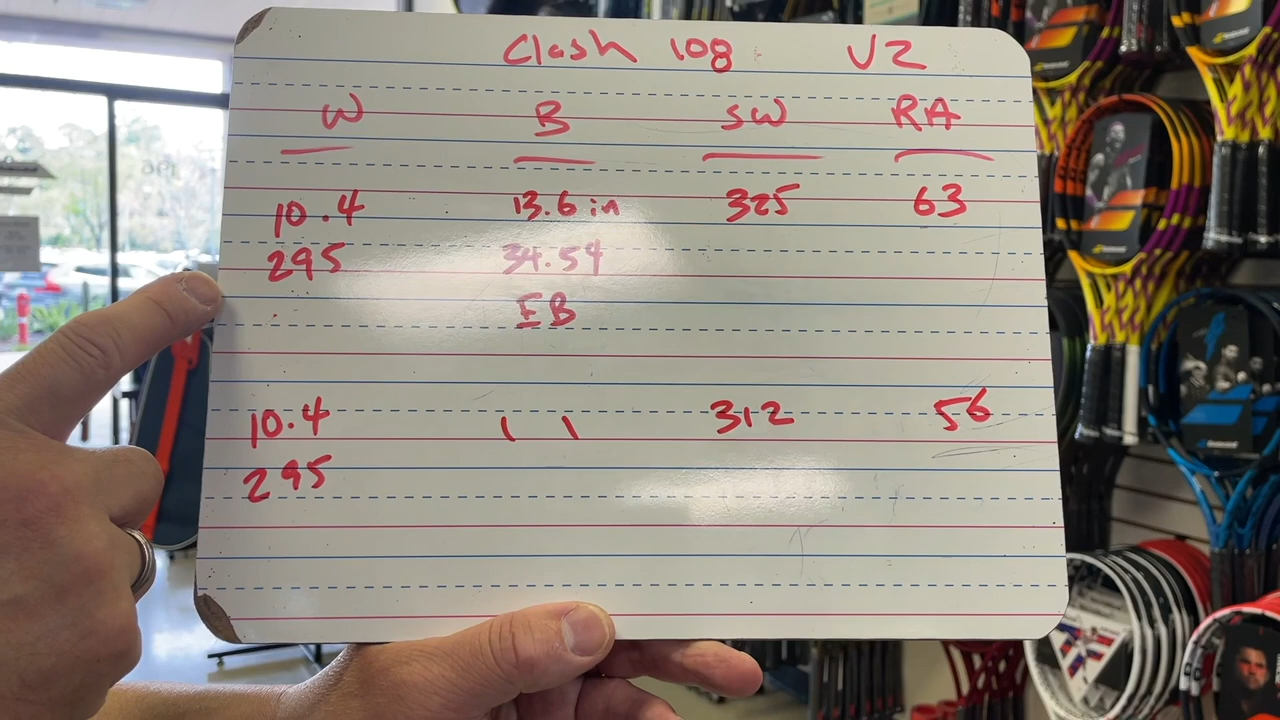 Clash 108 V2
W B SW RA
10.4 13.6 in 325 63
295 34.54
EB
10.4 \ \ 312 56
295